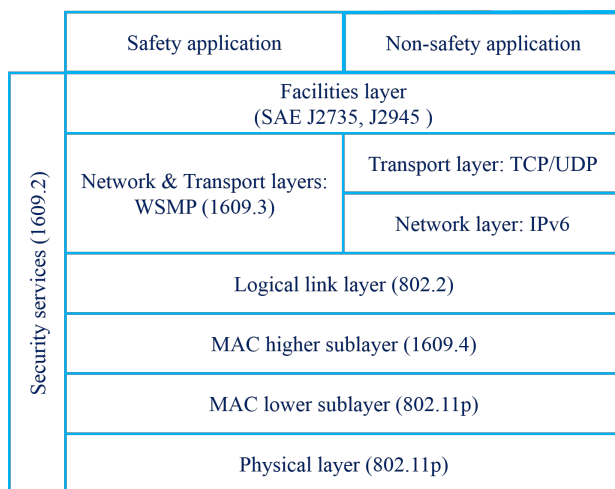 Safety application
Non-safety application
Security services (1609.2)
Facilities layer
(SAE J2735, J2945 )
Network & Transport layers:
WSMP (1609.3)
Transport layer: TCP/UDP
Network layer: IPv6
Logical link layer (802.2)
MAC higher sublayer (1609.4)
MAC lower sublayer (802.11p)
Physical layer (802.11p)